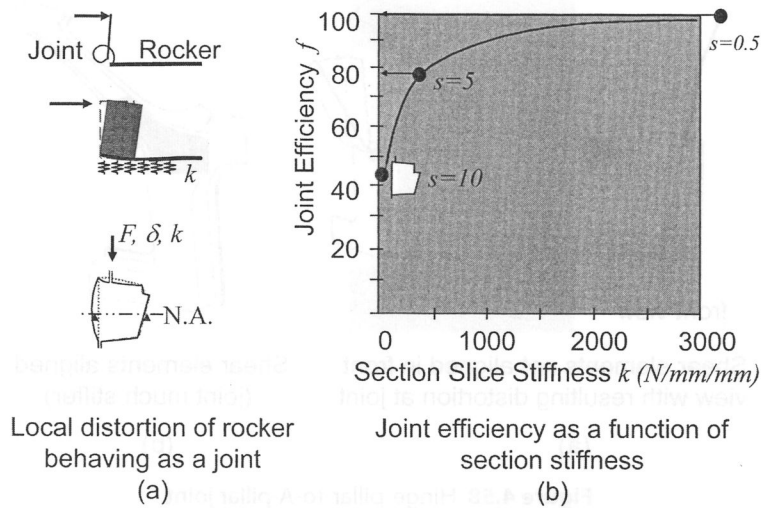 Joint Rocker
k
F, δ, k
N.A.
Local distortion of rocker
behaving as a joint
(a)
Joint Efficiency f
100
80
60
40
20
s=0.5
s=5
s=10
0 1000 2000 3000
Section Slice Stiffness k (N/mm/mm)
Joint efficiency as a function of
section stiffness
(b)